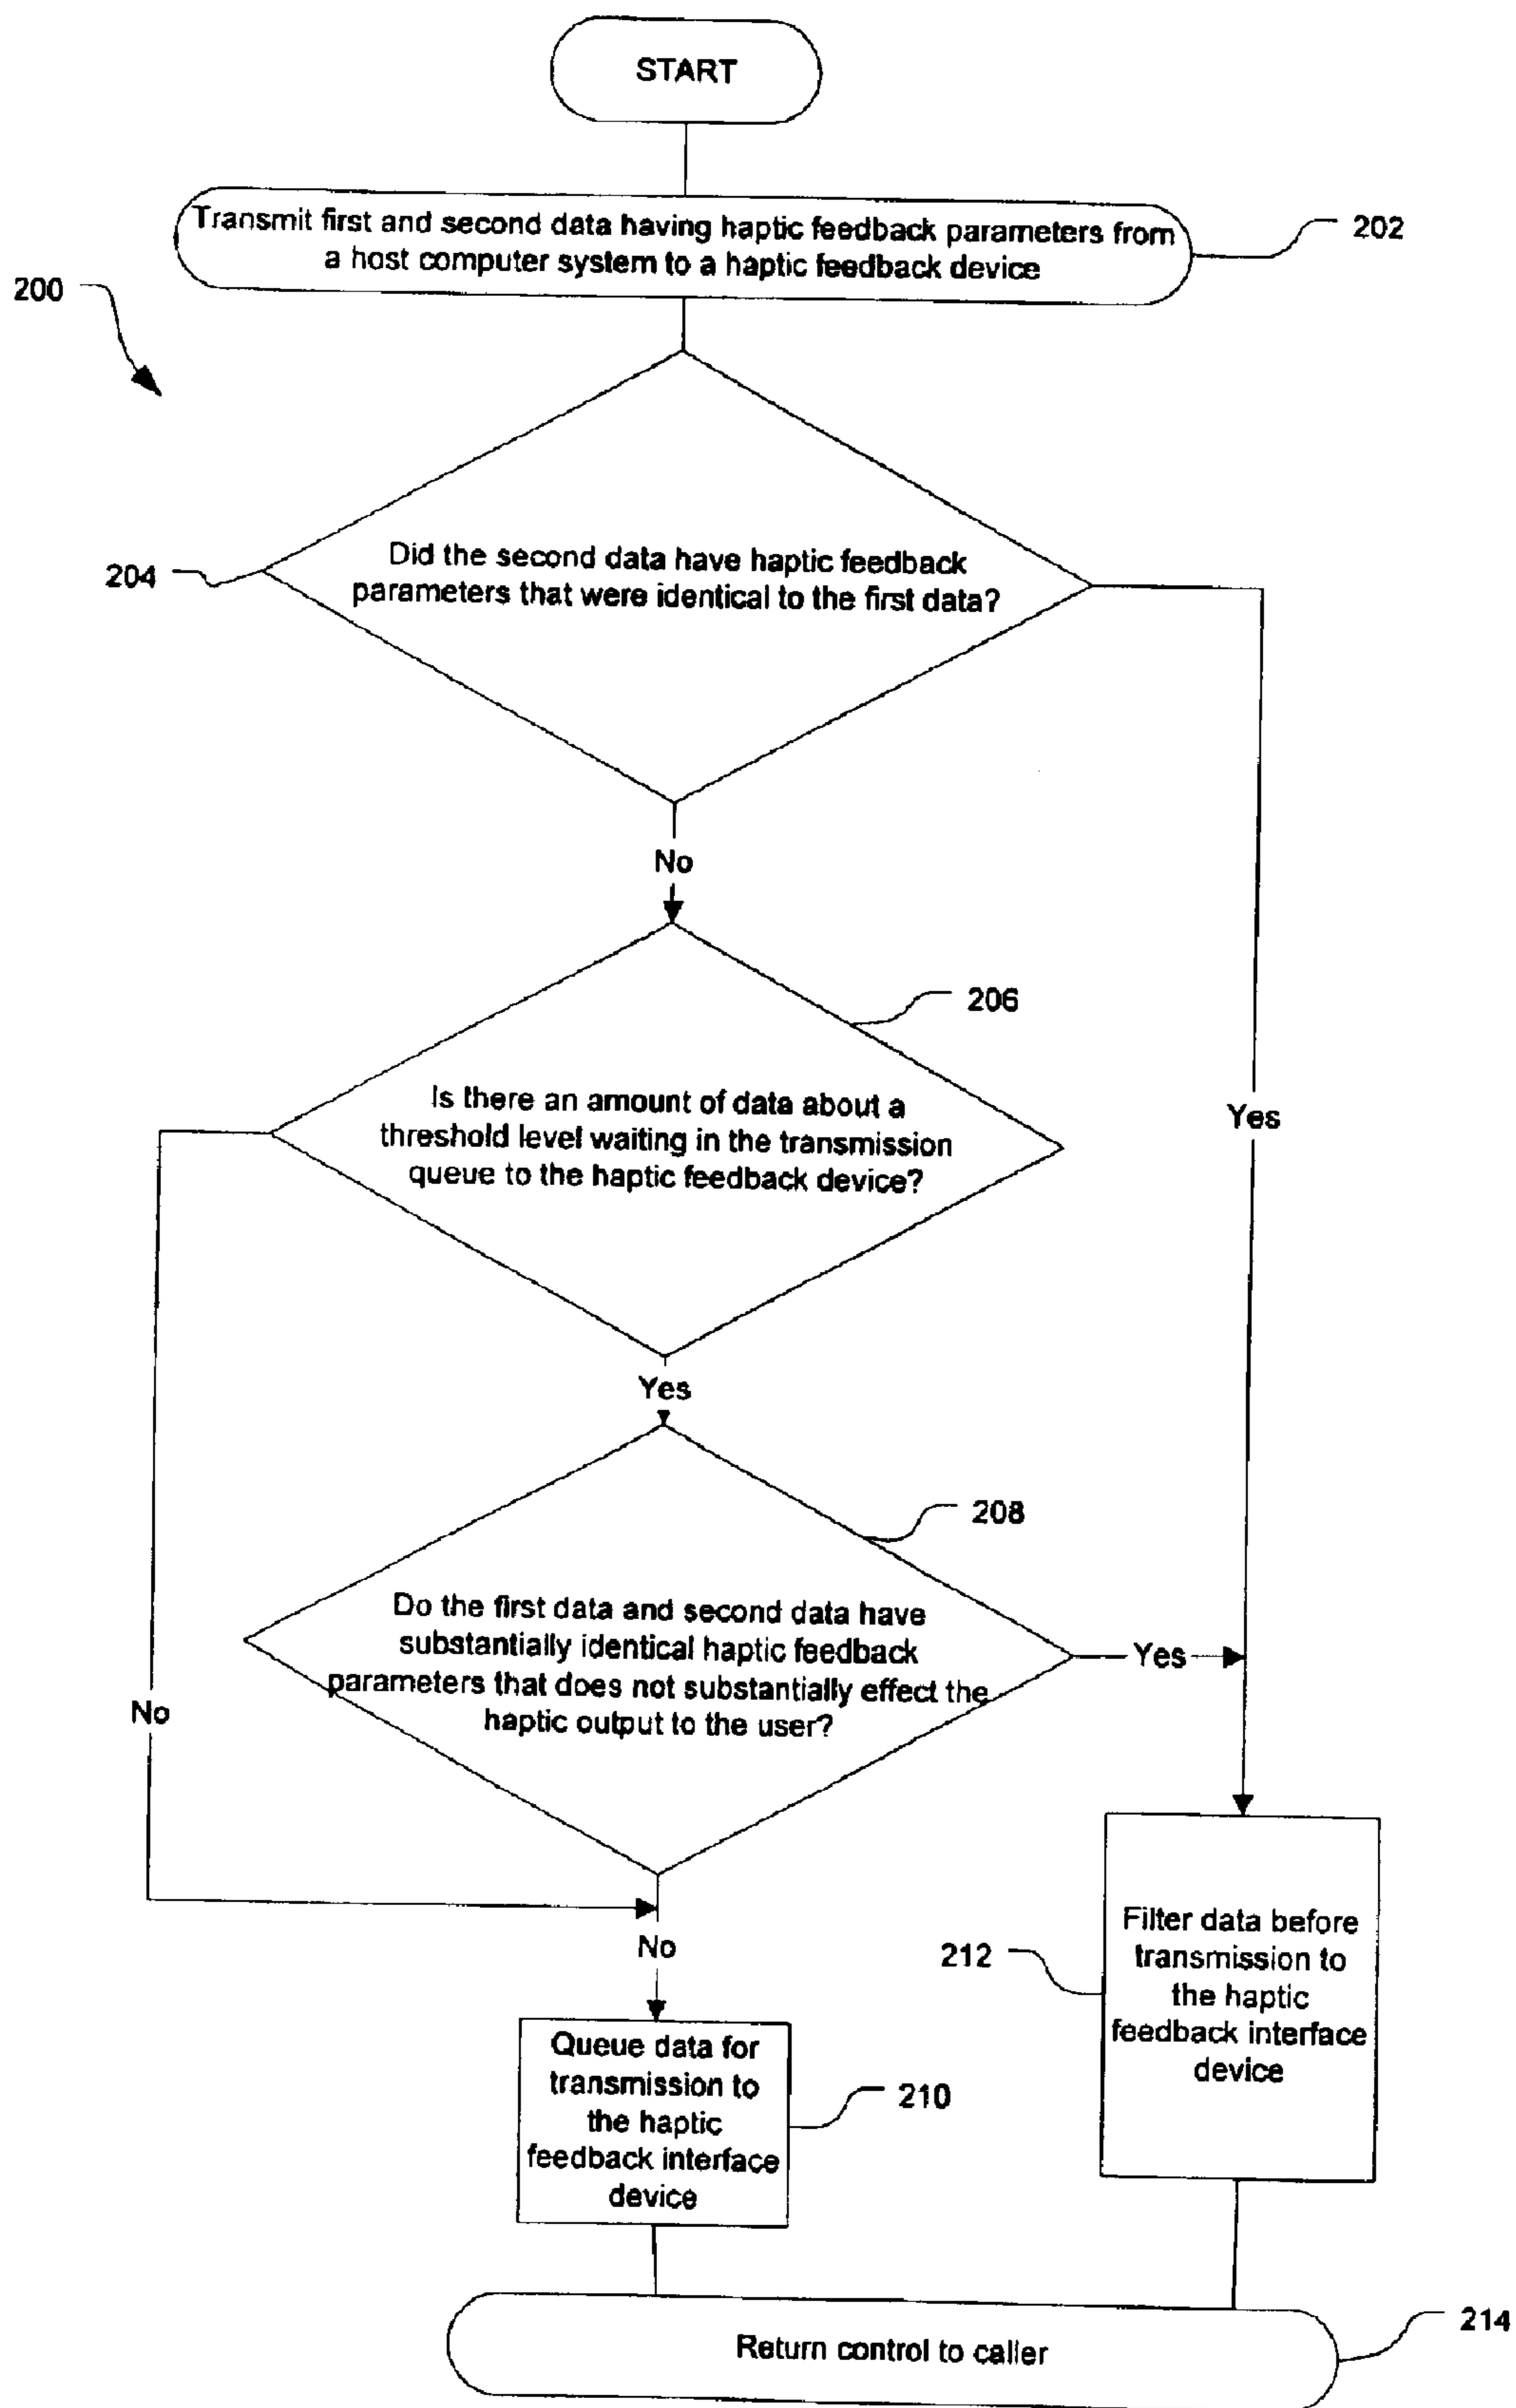 START
Transmit first and second data having haptic feedback parameters from
a host computer system to a haptic feedback device
202
200
Did the second data have haptic feedback
parameters that were identical to the first data?
204
No
206
Is there an amount of data about a
threshold level waiting in the transmission
queue to the haptic feedback device?
Yes
Yes
208
Do the first data and second data have
substantially identical haptic feedback
parameters that does not substantially effect the
haptic output to the user?
Yes
No
No
Filter data before
transmission to
the haptic
feedback interface
device
212
Queue data for
transmission to
the haptic
feedback interface
device
210
Return control to caller
214